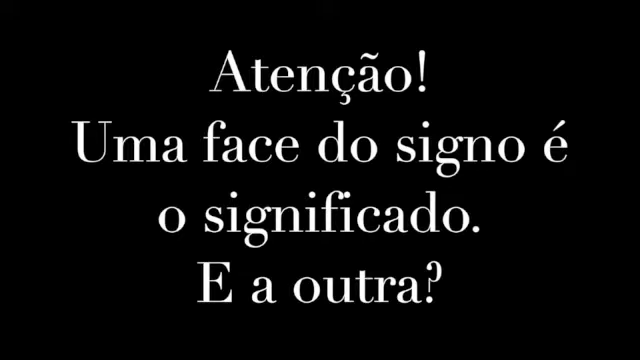 Atenção!
Uma face do signo é
o significado.
E a outra?